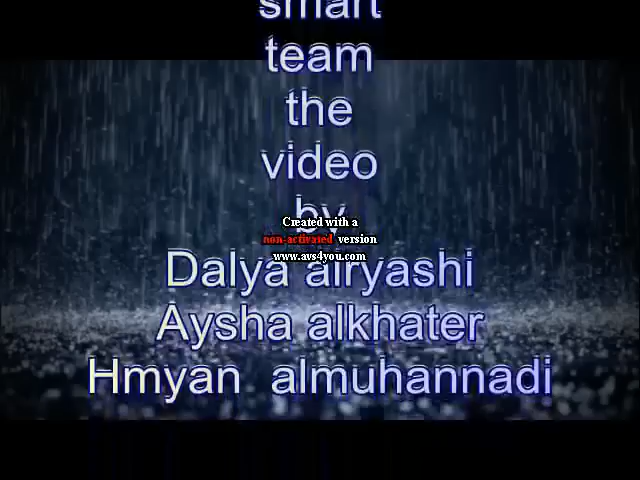 smart
team
the
video
by
Created with a
non-activated version
www.avs4you.com
Dalya alryashi
Aysha alkhater
Hmyan almuhannadi